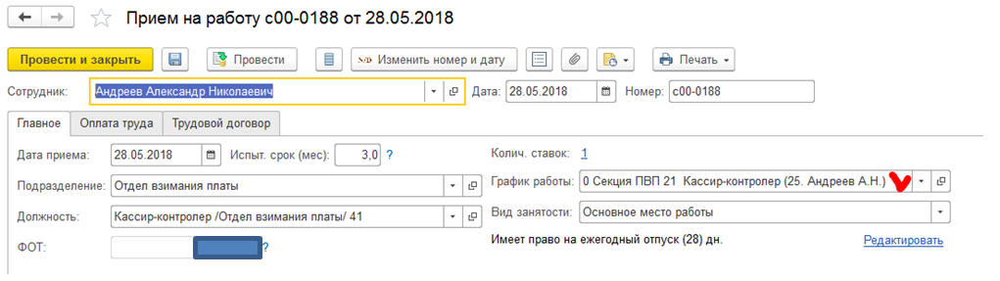 Прием на работу с00-0188 от 28.05.2018
Провести и закрыть Провести Изменить номер и дату Печать
Сотрудник: Андреев Александр Николаевич Дата: 28.05.2018 Номер: с00-0188
Главное Оплата труда Трудовой договор
Дата приема: 28.05.2018 Испыт. срок (мес): 3,0 ? Колич. ставок: 1
Подразделение: Отдел взимания платы График работы: 0 Секция ПВП 21 Кассир-контролер (25. Андреев А.Н.)
Должность: Кассир-контролер /Отдел взимания платы/ 41 Вид занятости: Основное место работы
ФОТ: ? Имеет право на ежегодный отпуск (28) дн. Редактировать